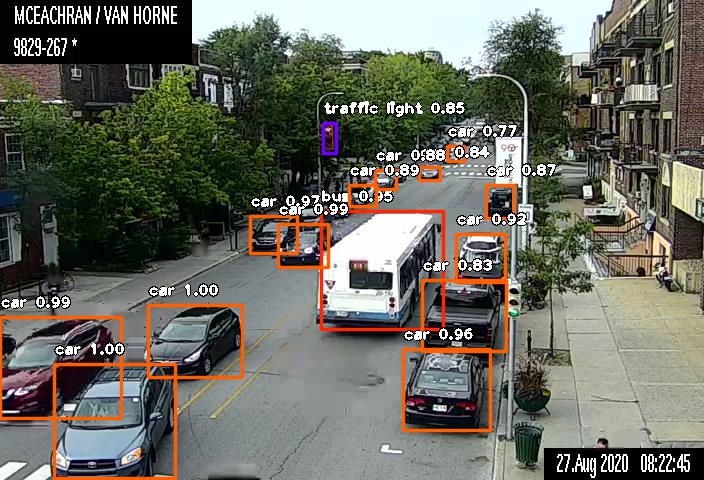 MCEACHRAN / VAN HORNE
9829-267 *
traffic light 0.85
car 0.77
car 0.88
0.84
car 0.89
car 0.87
bus 0.95
car 0.97
car 0.99
car 0.92
car 0.83
car 0.99
car 1.00
car 0.96
car 1.00
27.Aug 2020 08:22:45